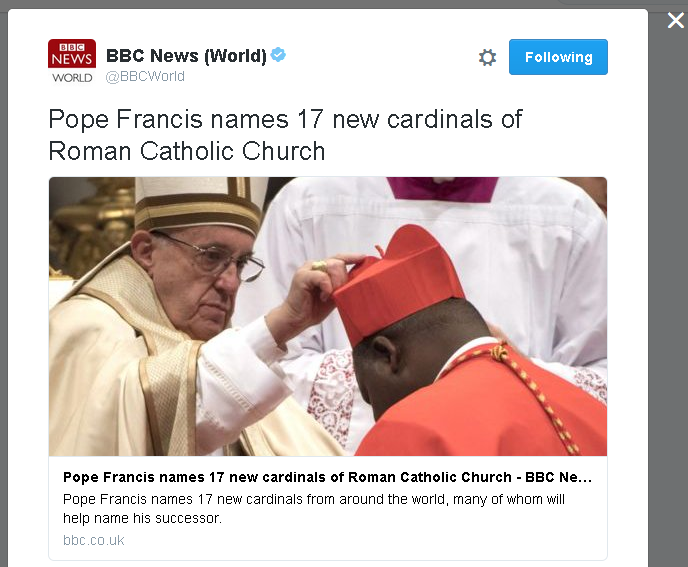 BBC
NEWS
WORLD
BBC News (World)
@BBCWorld
Following
Pope Francis names 17 new cardinals of
Roman Catholic Church
Pope Francis names 17 new cardinals of Roman Catholic Church - BBC Ne...
Pope Francis names 17 new cardinals from around the world, many of whom will
help name his successor.
bbc.co.uk